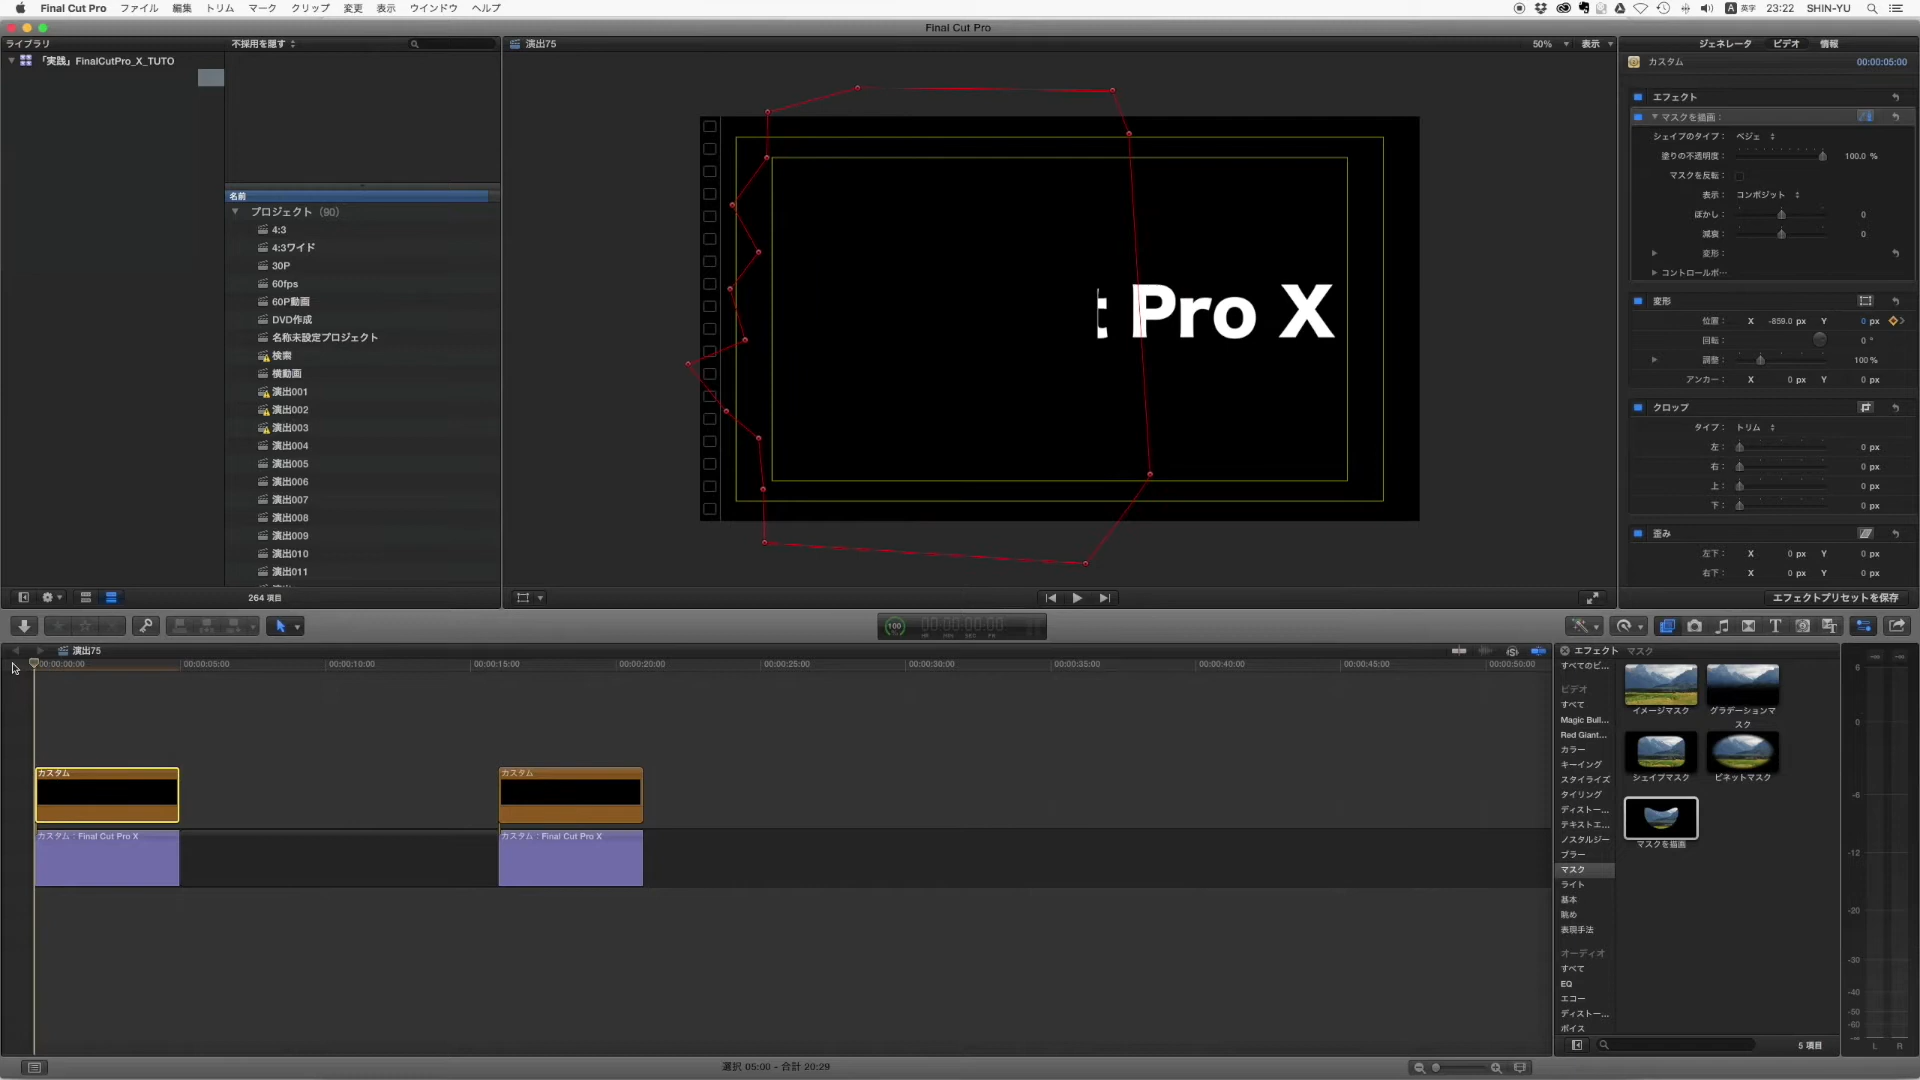 Final Cut Pro ファイル 編集 トリム マーク クリップ 変更 表示 ウインドウ ヘルプ
A 英字 23:22 SHIN-YU
Final Cut Pro
ライブラリ 不採用を隠す
「実践」FinalCutPro_X_TUTO
名前
プロジェクト (90)
4:3
4:3ワイド
30P
60fps
60P動画
DVD作成
名称未設定プロジェクト
検索
横動画
演出001
演出002
演出003
演出004
演出005
演出006
演出007
演出008
演出009
演出010
演出011
264 項目
演出75 50% 表示
t Pro X
ジェネレータ ビデオ 情報
カスタム 00:00:05:00
エフェクト
マスクを描画：
シェイプのタイプ： ベジェ
塗りの不透明度： 100.0 %
マスクを反転：
表示： コンポジット
ぼかし： 0
減衰： 0
変形：
コントロールポ…
変形
位置： X -859.0 px Y 0 px
回転： 0 °
調整： 100 %
アンカー： X 0 px Y 0 px
クロップ
タイプ： トリム
左： 0 px
右： 0 px
上： 0 px
下： 0 px
歪み
左下： X 0 px Y 0 px
右下： X 0 px Y 0 px
エフェクトプリセットを保存
100 00:00:00:00
HR MIN SEC FR
演出75
00:00:00:00 00:00:05:00 00:00:10:00 00:00:15:00 00:00:20:00 00:00:25:00 00:00:30:00 00:00:35:00 00:00:40:00 00:00:45:00 00:00:50:00
カスタム カスタム
カスタム：Final Cut Pro X カスタム：Final Cut Pro X
エフェクト マスク
すべてのビ…
ビデオ
すべて
Magic Bull…
Red Giant…
カラー
キーイング
スタイライズ
タイリング
ディストー…
テキストエ…
ノスタルジー
ブラー
マスク
ライト
基本
眺め
表現手法
オーディオ
すべて
EQ
エコー
ディストー…
ボイス
イメージマスク
グラデーションマスク
シェイプマスク
ビネットマスク
マスクを描画
5 項目
6
0
-6
-12
-20
-30
-40
-50
-60
L R
選択 05:00 - 合計 20:29